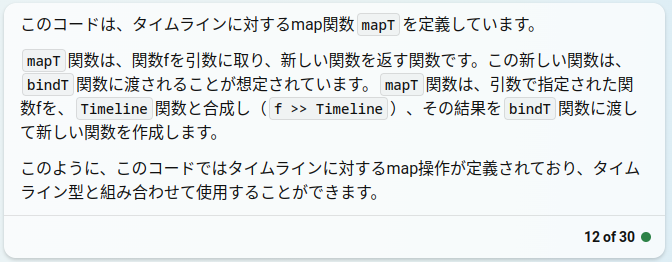 このコードは、タイムラインに対するmap関数 mapT を定義しています。
mapT 関数は、関数fを引数に取り、新しい関数を返す関数です。この新しい関数は、
bindT 関数に渡されることが想定されています。 mapT 関数は、引数で指定された関
数fを、 Timeline 関数と合成し（ f >> Timeline ）、その結果を bindT 関数に渡し
て新しい関数を作成します。
このように、このコードではタイムラインに対するmap操作が定義されており、タイム
ライン型と組み合わせて使用することができます。
12 of 30